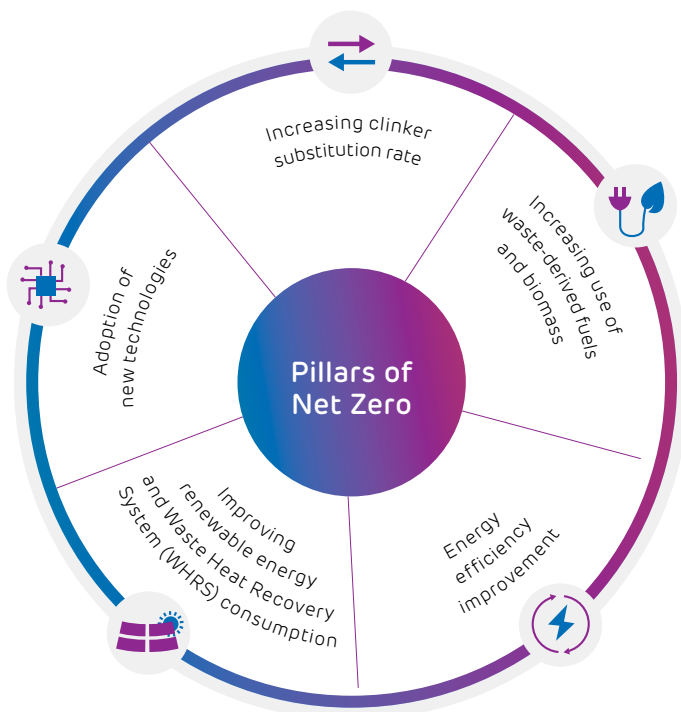 Increasing clinker
substitution rate
Increasing use of
waste-derived fuels
and biomass
Energy
efficiency
improvement
Improving
renewable energy
and Waste Heat Recovery
System (WHRS) consumption
Adoption of
new technologies
Pillars of
Net Zero